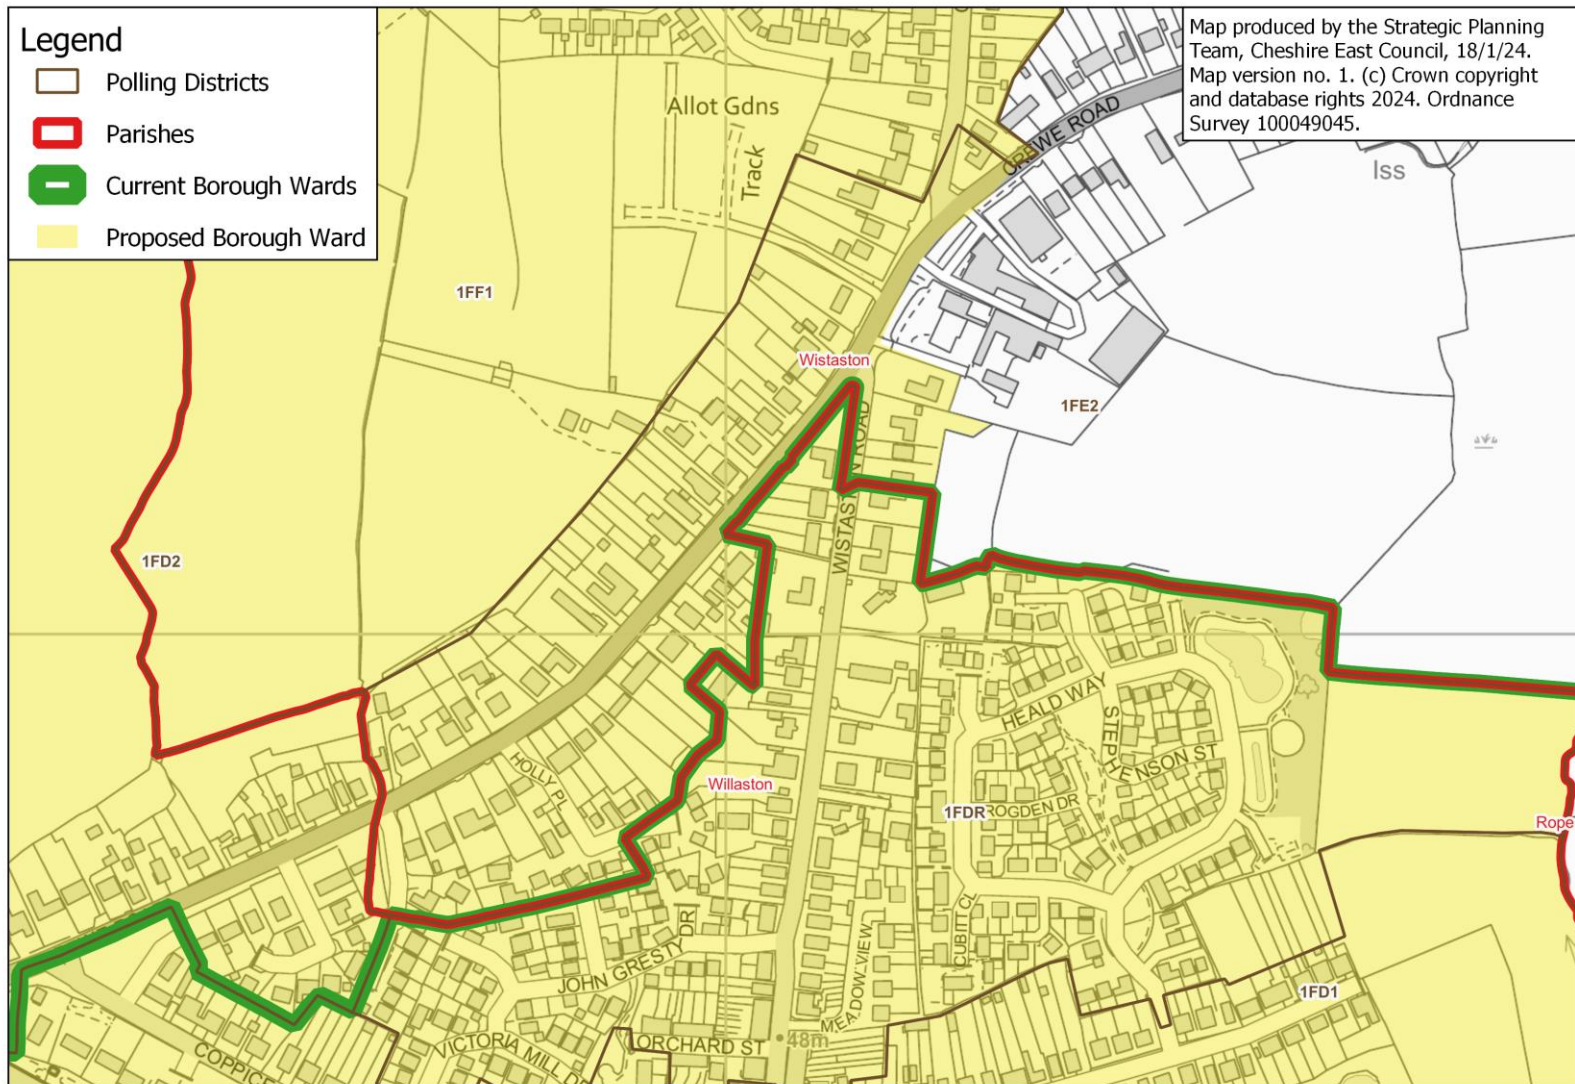 Legend
Polling Districts
Parishes
Current Borough Wards
Proposed Borough Ward
Map produced by the Strategic Planning
Team, Cheshire East Council, 18/1/24.
Map version no. 1. (c) Crown copyright
and database rights 2024. Ordnance
Survey 100049045.
Allot Gdns
Track
CREWE ROAD
Iss
1FF1
Wistaston
1FE2
WISTASTON ROAD
1FD2
HEALD WAY
STEPHENSON ST
HOLLY PL
Willaston
1FDR
ROGDEN DR
Rope
CUBITT CL
JOHN GRESTY DR
MEADOW VIEW
1FD1
48m
ORCHARD ST
VICTORIA MILL D
COPPICE